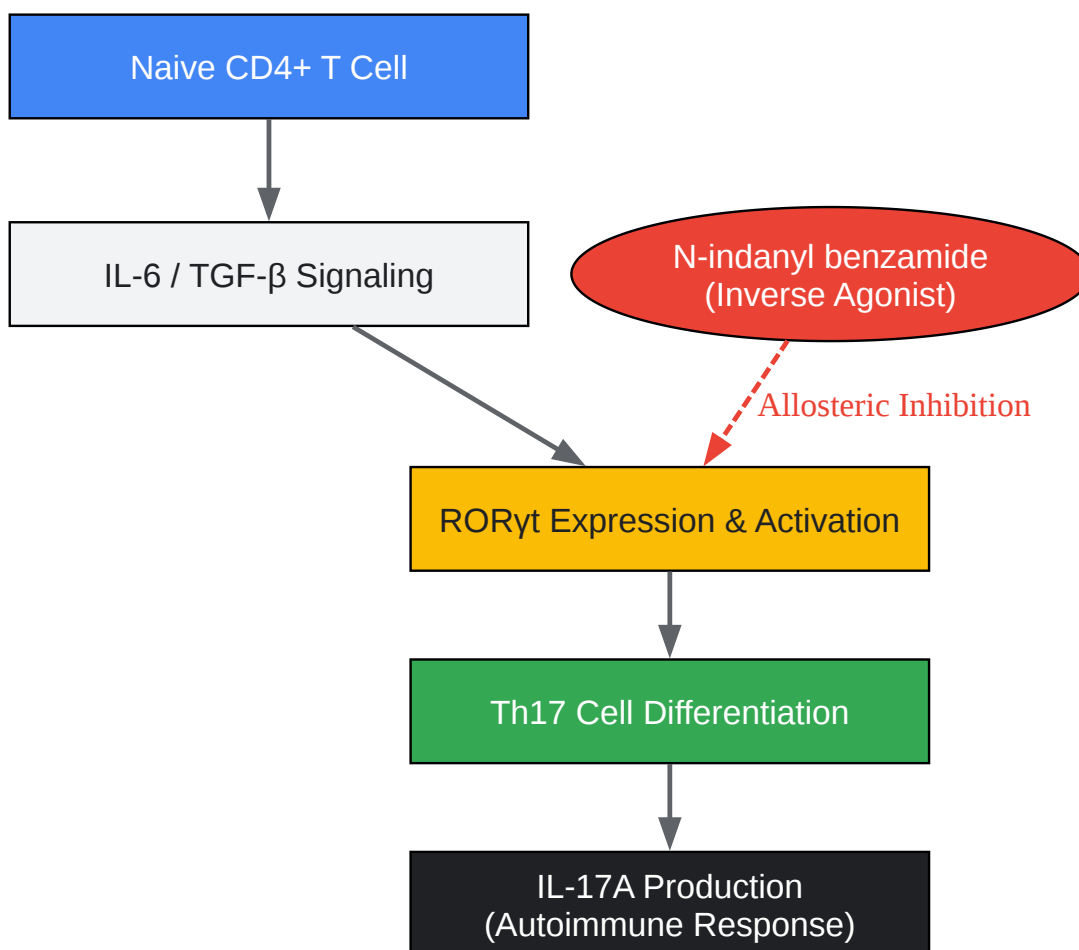 Naive CD4+ T Cell
IL-6 / TGF-β Signaling
N-indanyl benzamide
(Inverse Agonist)
Allosteric Inhibition
RORγt Expression & Activation
Th17 Cell Differentiation
IL-17A Production
(Autoimmune Response)